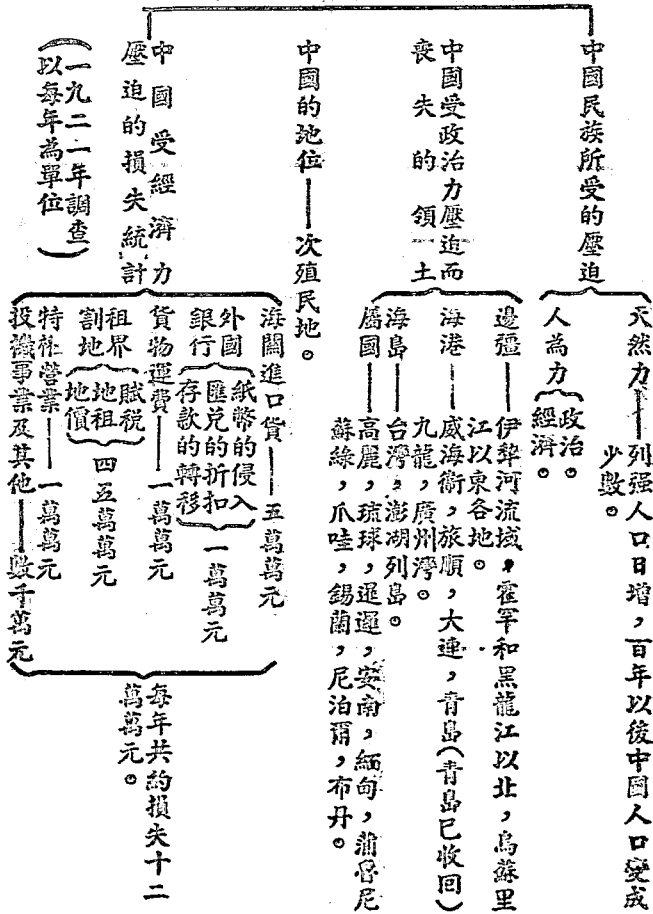 中國民族所受的壓迫
天然力——列强人口日增，百年以後中國人口變成
少數。
人為力
政治。
經濟。
中國受政治力壓迫而
喪失的領土
邊疆——伊犂河流域，霍罕和黑龍江以北，烏蘇里
江以東各地。
海港——威海衞，旅順，大連，青島（青島已收回）
九龍，廣州灣。
海島——台灣，澎湖列島。
屬國——高麗，琉球，暹邏，安南，緬甸，蒲魯尼
蘇綠，爪哇，錫蘭，尼泊爾，布丹。
中國的地位——次殖民地。
中國受經濟力
壓迫的損失統計
（一九二一年調查
以每年為單位）
海關進口貨——五萬萬元
外國
銀行
紙幣的侵入
匯兌的折扣
存款的轉移
一萬萬元
貨物運費——一萬萬元
租界
割地
賦稅
地租
地價
四五萬萬元
特體營業——一萬萬元
投機事業及其他——數千萬元
每年共約損失十二
萬萬元。